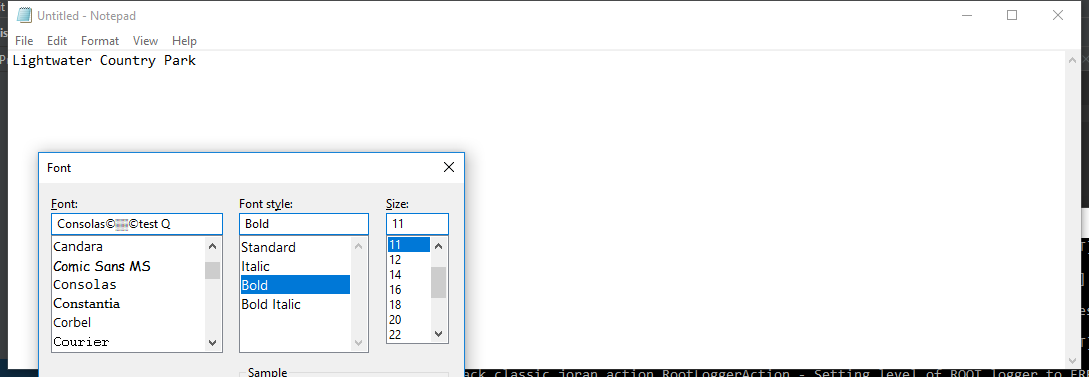 Untitled - Notepad
File Edit Format View Help
Lightwater Country Park
Font
Font: Font style: Size:
Consolas©
©test Q Bold 11
Candara Standard 11
Comic Sans MS Italic 12
Consolas Bold 14
Constantia Bold Italic 16
Corbel 18
Courier 20
22
Sample
ack classic joran action RootLoggerAction - Setting level of ROOT logger to